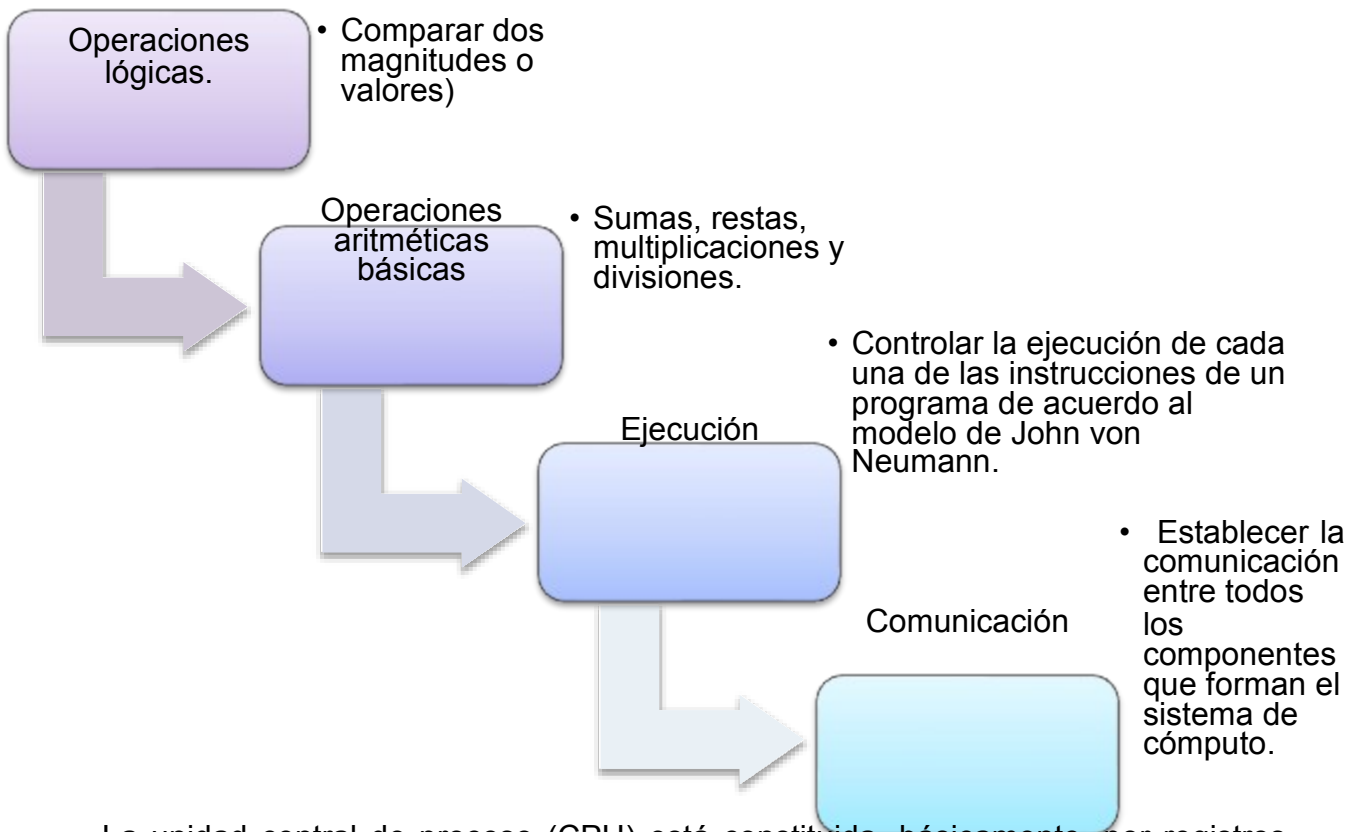 Operaciones
lógicas.
• Comparar dos
magnitudes o
valores)
Operaciones
aritméticas
básicas
• Sumas, restas,
multiplicaciones y
divisiones.
Ejecución
• Controlar la ejecución de cada
una de las instrucciones de un
programa de acuerdo al
modelo de John von
Neumann.
Comunicación
• Establecer la
comunicación
entre todos
los
componentes
que forman el
sistema de
cómputo.
La unidad central de proceso (CPU) está constituida, básicamente, por registros,